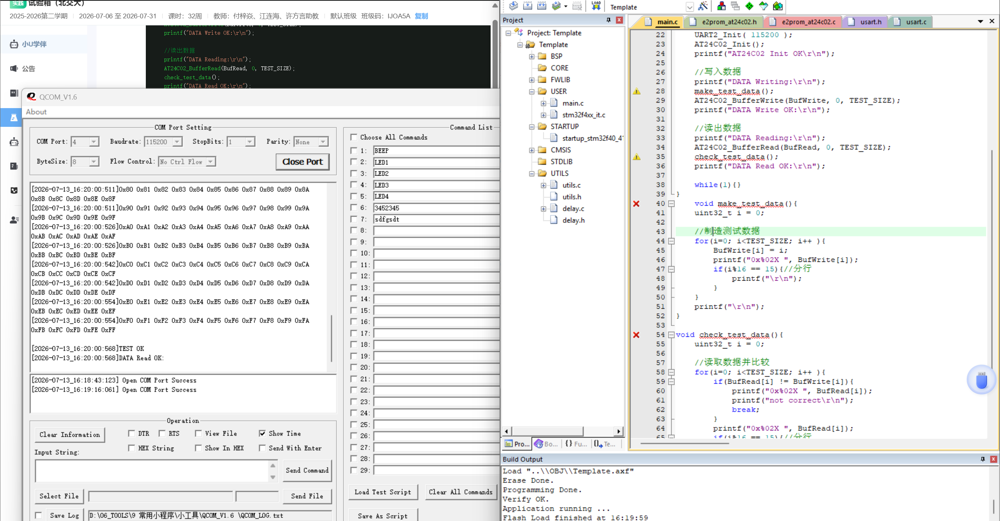 实践 试验箱（北交大）
2025-2026第二学期 2026-07-06 至 2026-07-31 课时：32周 教师：付梓焱、江连海、许方言助教 默认班级 班级码：IJOA5A 复制
小U学伴
公告
AT24C02_BufferWrite(BufWrite, 0, TEST_SIZE);
printf("DATA Write OK:\r\n");
//读出数据
printf("DATA Reading:\r\n");
AT24C02_BufferRead(BufRead, 0, TEST_SIZE);
check_test_data();
printf("DATA Read OK:\r\n");
QCOM_V1.6
About
COM Port Setting
COM Port: 4 Baudrate: 115200 StopBits: 1 Parity: None
ByteSize: 8 Flow Control: No Ctrl Flow Close Port
[2026-07-13_16:20:00:511]0x80 0x81 0x82 0x83 0x84 0x85 0x86 0x87 0x88 0x89 0x8A
0x8B 0x8C 0x8D 0x8E 0x8F
[2026-07-13_16:20:00:511]0x90 0x91 0x92 0x93 0x94 0x95 0x96 0x97 0x98 0x99 0x9A
0x9B 0x9C 0x9D 0x9E 0x9F
[2026-07-13_16:20:00:526]0xA0 0xA1 0xA2 0xA3 0xA4 0xA5 0xA6 0xA7 0xA8 0xA9 0xAA
0xAB 0xAC 0xAD 0xAE 0xAF
[2026-07-13_16:20:00:526]0xB0 0xB1 0xB2 0xB3 0xB4 0xB5 0xB6 0xB7 0xB8 0xB9 0xBA
0xBB 0xBC 0xBD 0xBE 0xBF
[2026-07-13_16:20:00:542]0xC0 0xC1 0xC2 0xC3 0xC4 0xC5 0xC6 0xC7 0xC8 0xC9 0xCA
0xCB 0xCC 0xCD 0xCE 0xCF
[2026-07-13_16:20:00:542]0xD0 0xD1 0xD2 0xD3 0xD4 0xD5 0xD6 0xD7 0xD8 0xD9 0xDA
0xDB 0xDC 0xDD 0xDE 0xDF
[2026-07-13_16:20:00:554]0xE0 0xE1 0xE2 0xE3 0xE4 0xE5 0xE6 0xE7 0xE8 0xE9 0xEA
0xEB 0xEC 0xED 0xEE 0xEF
[2026-07-13_16:20:00:554]0xF0 0xF1 0xF2 0xF3 0xF4 0xF5 0xF6 0xF7 0xF8 0xF9 0xFA
0xFB 0xFC 0xFD 0xFE 0xFF
[2026-07-13_16:20:00:568]TEST OK
[2026-07-13_16:20:00:568]DATA Read OK:
[2026-07-13_16:18:43:123] Open COM Port Success
[2026-07-13_16:19:16:061] Open COM Port Success
Operation
Clear Information DTR RTS View File Show Time
HEX String Show In HEX Send With Enter
Input String:
Send Command
Select File Send File
Save Log D:\06_TOOLS\9 常用小程序\小工具\QCOM_V1.6 \QCOM_LOG.txt
Command List
Choose All Commands
1: BEEP
2: LED1
3: LED2
4: LED3
5: LED4
6: 3452345
7: sdfgsdt
8:
9:
10:
11:
12:
13:
14:
15:
16:
17:
18:
19:
20:
21:
22:
23:
24:
25:
26:
27:
28:
29:
Load Test Script Clear All Commands
Save As Script
LOAD Template
Project
Project: Template
Template
BSP
CORE
FWLIB
USER
main.c
stm32f4xx_it.c
STARTUP
startup_stm32f40_4
CMSIS
STDLIB
UTILS
utils.c
utils.h
delay.c
delay.h
Pro... Bo... {} Fu... Te...
main.c e2prom_at24c02.h e2prom_at24c02.c usart.h usart.c
22 UART2_Init( 115200 );
23 AT24C02_Init();
24 printf("AT24C02 Init OK\r\n");
25
26 //写入数据
27 printf("DATA Writing:\r\n");
28 make_test_data();
29 AT24C02_BufferWrite(BufWrite, 0, TEST_SIZE);
30 printf("DATA Write OK:\r\n");
31
32 //读出数据
33 printf("DATA Reading:\r\n");
34 AT24C02_BufferRead(BufRead, 0, TEST_SIZE);
35 check_test_data();
36 printf("DATA Read OK:\r\n");
37
38 while(1){}
39 }
40 void make_test_data(){
41 uint32_t i = 0;
42
43 //制造测试数据
44 for(i=0; i<TEST_SIZE; i++ ){
45 BufWrite[i] = i;
46 printf("0x%02X ", BufWrite[i]);
47 if(i%16 == 15){//分行
48 printf("\r\n");
49 }
50 }
51 printf("\r\n");
52 }
53
54 void check_test_data(){
55 uint32_t i = 0;
56
57 //读取数据并比较
58 for(i=0; i<TEST_SIZE; i++ ){
59 if(BufRead[i] != BufWrite[i]){
60 printf("0x%02X ", BufRead[i]);
61 printf("not correct\r\n");
62 break;
63 }
64 printf("0x%02X ", BufRead[i]);
65 if(i%16 == 15){//分行
Build Output
Load "..\\OBJ\\Template.axf"
Erase Done.
Programming Done.
Verify OK.
Application running ...
Flash Load finished at 16:19:59